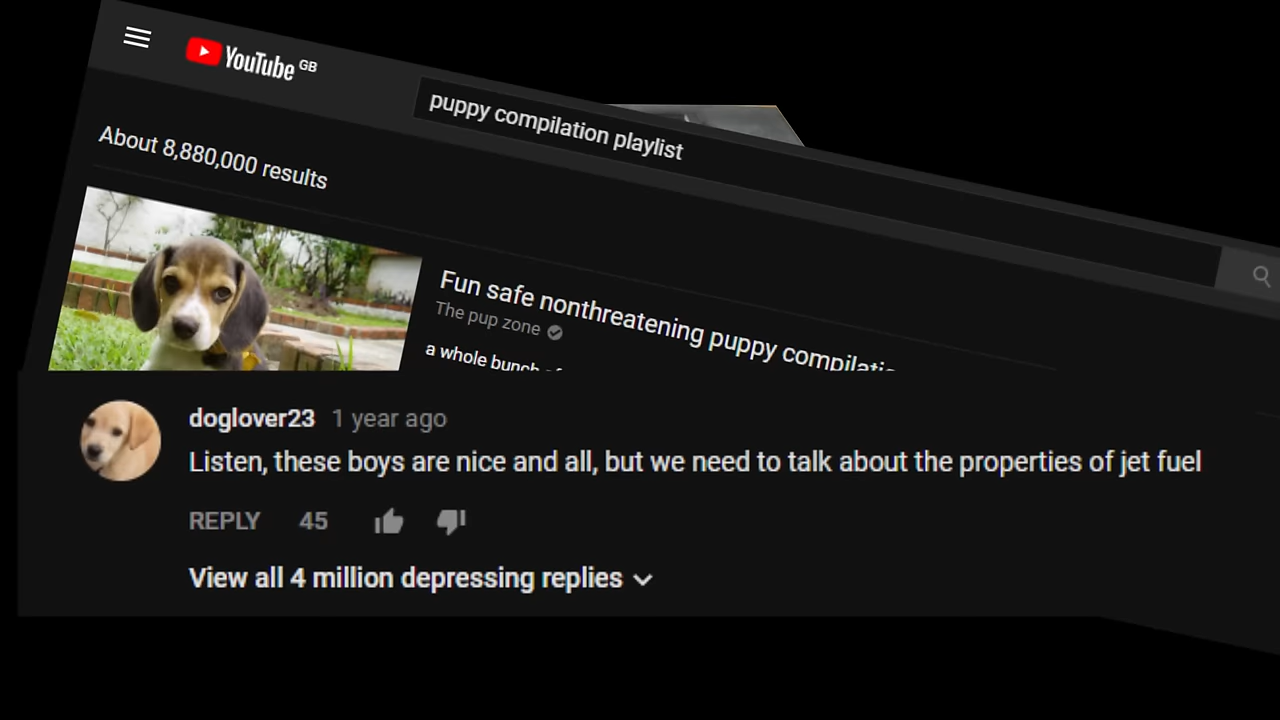 YouTube GB
puppy compilation playlist
About 8,880,000 results
Fun safe nonthreatening puppy
The pup zone
a whole bunch
doglover23 1 year ago
Listen, these boys are nice and all, but we need to talk about the properties of jet fuel
REPLY 45
View all 4 million depressing replies